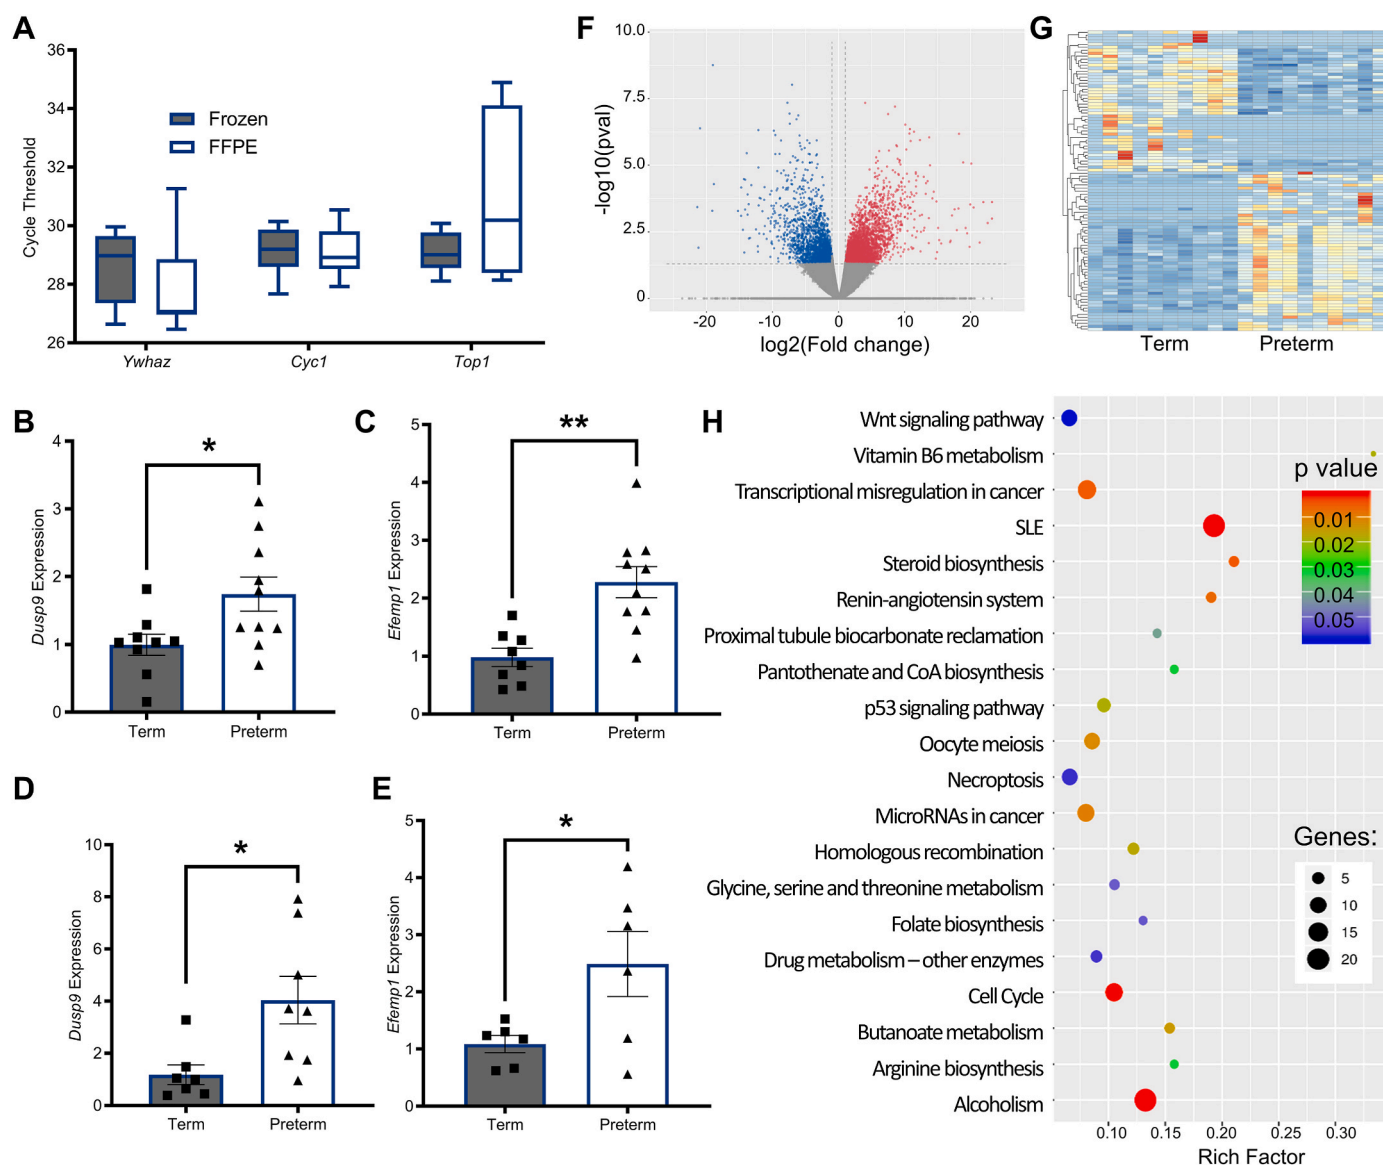 A
36
34
32
30
28
26
Cycle Threshold
Frozen
FFPE
Ywhaz
Cyc1
Top1
F
10.0
7.5
5.0
2.5
0
-log10(pval)
-20
-10
0
10
20
log2(Fold change)
G
Term
Preterm
B
4
3
2
1
0
Dusp9 Expression
*
Term
Preterm
C
5
4
3
2
1
0
Efemp1 Expression
**
Term
Preterm
D
10
8
6
4
2
0
Dusp9 Expression
*
Term
Preterm
E
5
4
3
2
1
0
Efemp1 Expression
*
Term
Preterm
H
Wnt signaling pathway
Vitamin B6 metabolism
Transcriptional misregulation in cancer
SLE
Steroid biosynthesis
Renin-angiotensin system
Proximal tubule biocarbonate reclamation
Pantothenate and CoA biosynthesis
p53 signaling pathway
Oocyte meiosis
Necroptosis
MicroRNAs in cancer
Homologous recombination
Glycine, serine and threonine metabolism
Folate biosynthesis
Drug metabolism – other enzymes
Cell Cycle
Butanoate metabolism
Arginine biosynthesis
Alcoholism
0.10
0.15
0.20
0.25
0.30
Rich Factor
p value
0.01
0.02
0.03
0.04
0.05
Genes:
5
10
15
20